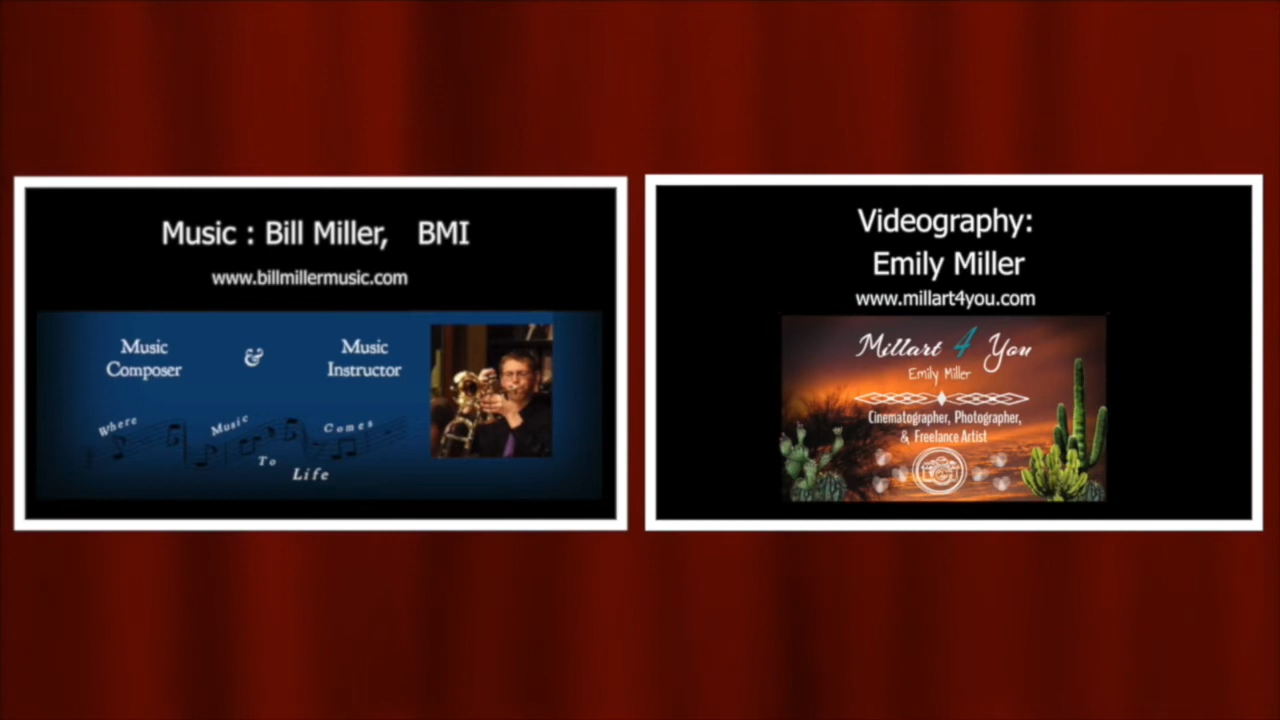 Music : Bill Miller, BMI
www.billmillermusic.com
Music Composer
&
Music Instructor
Where Music Comes
To Life
Videography:
Emily Miller
www.millart4you.com
Millart 4 You
Emily Miller
Cinematographer, Photographer,
& Freelance Artist